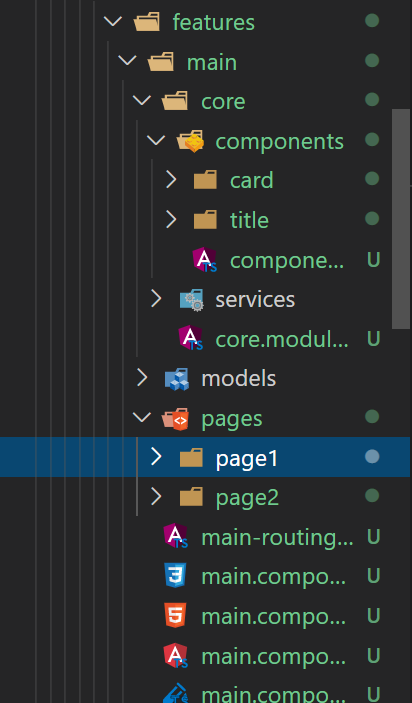 features
main
core
components
card
title
compone... U
services
core.modul... U
models
pages
page1
page2
main-routing... U
main.compo... U
main.compo... U
main.compo... U
main.compo... U